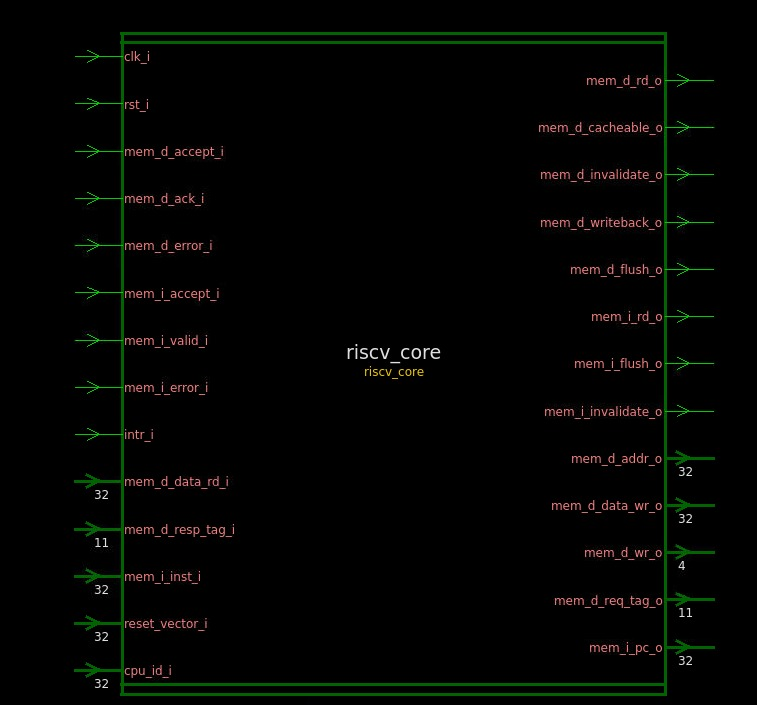 clk_i
rst_i
mem_d_accept_i
mem_d_ack_i
mem_d_error_i
mem_i_accept_i
mem_i_valid_i
mem_i_error_i
intr_i
mem_d_data_rd_i
32
mem_d_resp_tag_i
11
mem_i_inst_i
32
reset_vector_i
32
cpu_id_i
32
riscv_core
riscv_core
mem_d_rd_o
mem_d_cacheable_o
mem_d_invalidate_o
mem_d_writeback_o
mem_d_flush_o
mem_i_rd_o
mem_i_flush_o
mem_i_invalidate_o
mem_d_addr_o
32
mem_d_data_wr_o
32
mem_d_wr_o
4
mem_d_req_tag_o
11
mem_i_pc_o
32